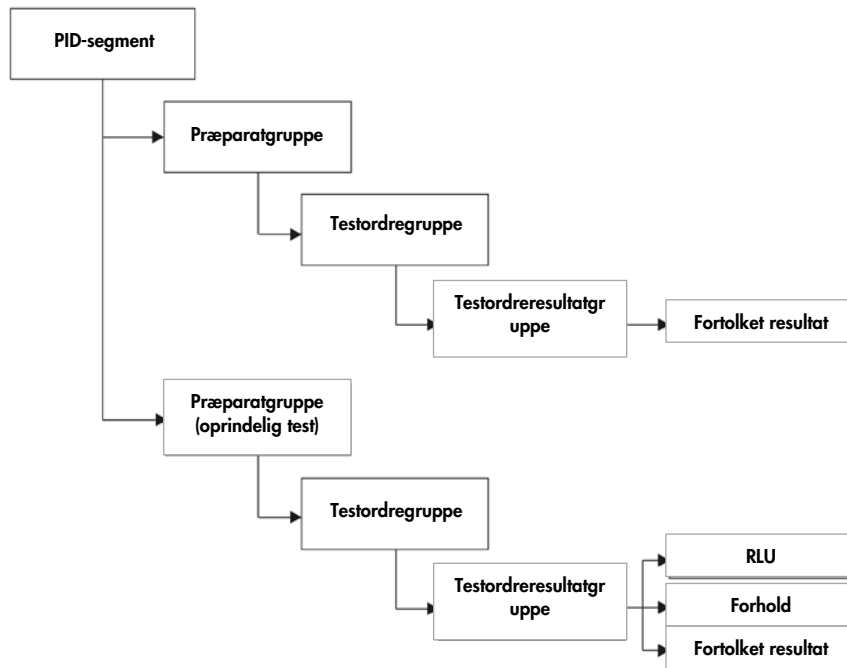 PID-segment
Præparatgruppe
Testordregruppe
Testordreresultatgr
uppe
Fortolket resultat
Præparatgruppe
(oprindelig test)
Testordregruppe
Testordreresultatgr
uppe
RLU
Forhold
Fortolket resultat